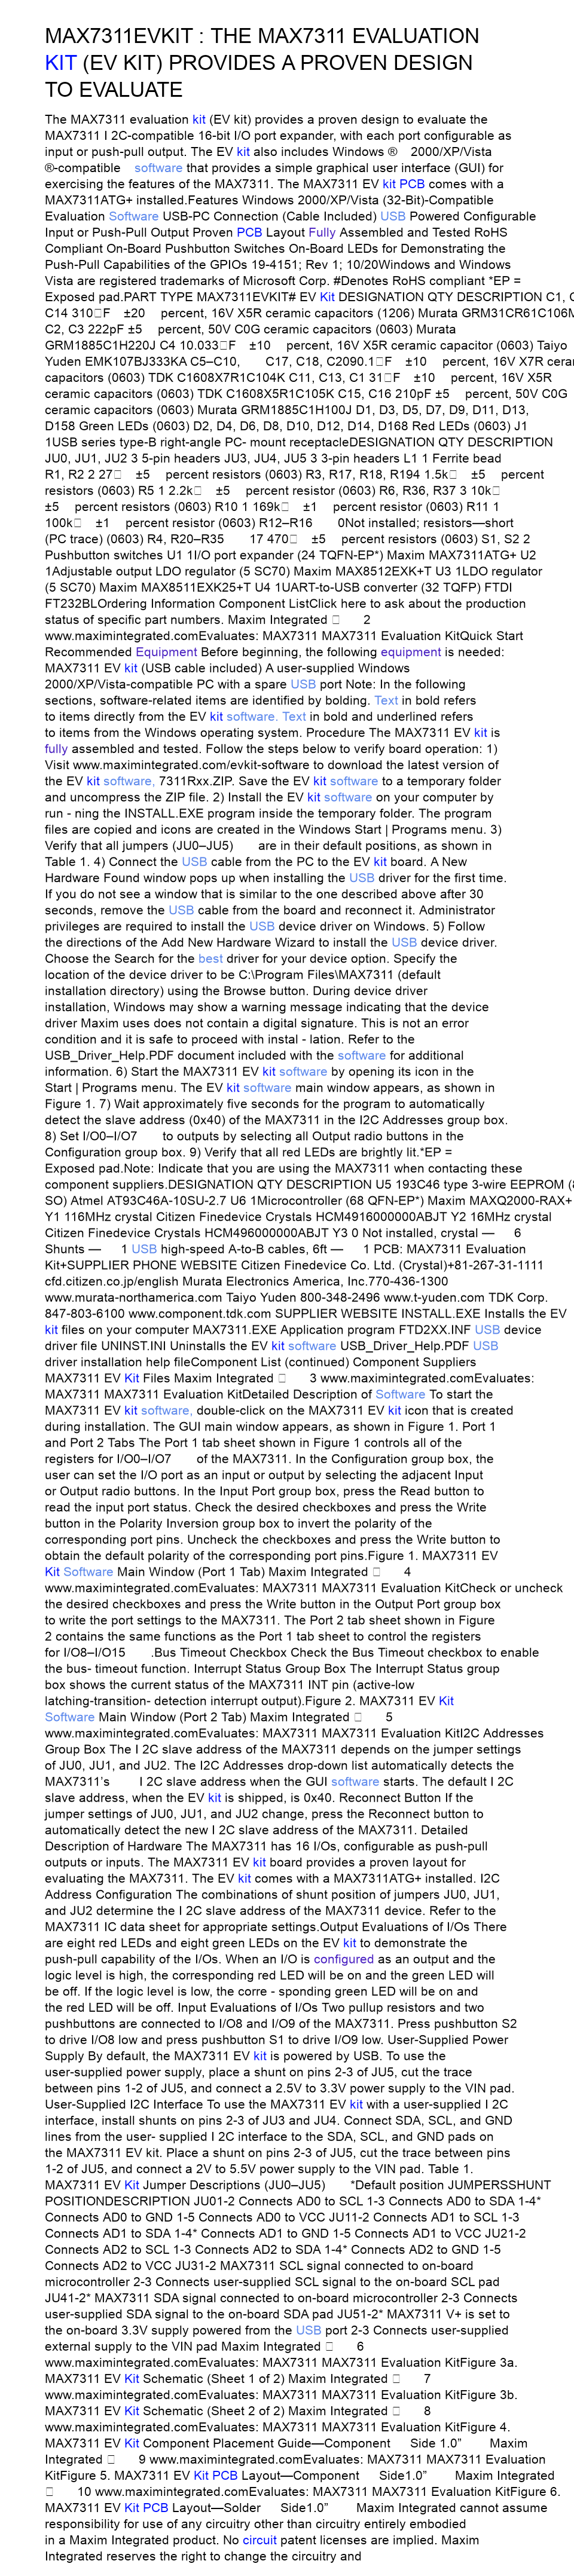 MAX7311EVKIT : THE MAX7311 EVALUATION
KIT (EV KIT) PROVIDES A PROVEN DESIGN
TO EVALUATE
The MAX7311 evaluation kit (EV kit) provides a proven design to evaluate the
MAX7311 I 2C-compatible 16-bit I/O port expander, with each port configurable as
input or push-pull output. The EV kit also includes Windows ® 2000/XP/Vista
®-compatible software that provides a simple graphical user interface (GUI) for
exercising the features of the MAX7311. The MAX7311 EV kit PCB comes with a
MAX7311ATG+ installed.Features Windows 2000/XP/Vista (32-Bit)-Compatible
Evaluation Software USB-PC Connection (Cable Included) USB Powered Configurable
Input or Push-Pull Output Proven PCB Layout Fully Assembled and Tested RoHS
Compliant On-Board Pushbutton Switches On-Board LEDs for Demonstrating the
Push-Pull Capabilities of the GPIOs 19-4151; Rev 1; 10/20Windows and Windows
Vista are registered trademarks of Microsoft Corp. #Denotes RoHS compliant *EP =
Exposed pad.PART TYPE MAX7311EVKIT# EV Kit DESIGNATION QTY DESCRIPTION C1,
C14 310□F ±20 percent, 16V X5R ceramic capacitors (1206) Murata GRM31CR61C106M
C2, C3 222pF ±5 percent, 50V C0G ceramic capacitors (0603) Murata
GRM1885C1H220J C4 10.033□F ±10 percent, 16V X5R ceramic capacitor (0603) Taiyo
Yuden EMK107BJ333KA C5–C10, C17, C18, C2090.1□F ±10 percent, 16V X7R
capacitors (0603) TDK C1608X7R1C104K C11, C13, C1 31□F ±10 percent, 16V X5R
ceramic capacitors (0603) TDK C1608X5R1C105K C15, C16 210pF ±5 percent, 50V C0G
ceramic capacitors (0603) Murata GRM1885C1H100J D1, D3, D5, D7, D9, D11, D13,
D158 Green LEDs (0603) D2, D4, D6, D8, D10, D12, D14, D168 Red LEDs (0603) J1
1USB series type-B right-angle PC- mount receptacleDESIGNATION QTY DESCRIPTION
JU0, JU1, JU2 3 5-pin headers JU3, JU4, JU5 3 3-pin headers L1 1 Ferrite bead
R1, R2 2 27□ ±5 percent resistors (0603) R3, R17, R18, R194 1.5k□ ±5 percent
resistors (0603) R5 1 2.2k□ ±5 percent resistor (0603) R6, R36, R37 3 10k□
±5 percent resistors (0603) R10 1 169k□ ±1 percent resistor (0603) R11 1
100k□ ±1 percent resistor (0603) R12–R16 0Not installed; resistors—short
(PC trace) (0603) R4, R20–R35 17 470□ ±5 percent resistors (0603) S1, S2 2
Pushbutton switches U1 1I/O port expander (24 TQFN-EP*) Maxim MAX7311ATG+ U2
1Adjustable output LDO regulator (5 SC70) Maxim MAX8512EXK+T U3 1LDO regulator
(5 SC70) Maxim MAX8511EXK25+T U4 1UART-to-USB converter (32 TQFP) FTDI
FT232BLOrdering Information Component ListClick here to ask about the production
status of specific part numbers. Maxim Integrated □ 2
www.maximintegrated.comEvaluates: MAX7311 MAX7311 Evaluation KitQuick Start
Recommended Equipment Before beginning, the following equipment is needed:
MAX7311 EV kit (USB cable included) A user-supplied Windows
2000/XP/Vista-compatible PC with a spare USB port Note: In the following
sections, software-related items are identified by bolding. Text in bold refers
to items directly from the EV kit software. Text in bold and underlined refers
to items from the Windows operating system. Procedure The MAX7311 EV kit is
fully assembled and tested. Follow the steps below to verify board operation: 1)
Visit www.maximintegrated.com/evkit-software to download the latest version of
the EV kit software, 7311Rxx.ZIP. Save the EV kit software to a temporary folder
and uncompress the ZIP file. 2) Install the EV kit software on your computer by
run - ning the INSTALL.EXE program inside the temporary folder. The program
files are copied and icons are created in the Windows Start | Programs menu. 3)
Verify that all jumpers (JU0–JU5) are in their default positions, as shown in
Table 1. 4) Connect the USB cable from the PC to the EV kit board. A New
Hardware Found window pops up when installing the USB driver for the first time.
If you do not see a window that is similar to the one described above after 30
seconds, remove the USB cable from the board and reconnect it. Administrator
privileges are required to install the USB device driver on Windows. 5) Follow
the directions of the Add New Hardware Wizard to install the USB device driver.
Choose the Search for the best driver for your device option. Specify the
location of the device driver to be C:\Program Files\MAX7311 (default
installation directory) using the Browse button. During device driver
installation, Windows may show a warning message indicating that the device
driver Maxim uses does not contain a digital signature. This is not an error
condition and it is safe to proceed with instal - lation. Refer to the
USB_Driver_Help.PDF document included with the software for additional
information. 6) Start the MAX7311 EV kit software by opening its icon in the
Start | Programs menu. The EV kit software main window appears, as shown in
Figure 1. 7) Wait approximately five seconds for the program to automatically
detect the slave address (0x40) of the MAX7311 in the I2C Addresses group box.
8) Set I/O0–I/O7 to outputs by selecting all Output radio buttons in the
Configuration group box. 9) Verify that all red LEDs are brightly lit.*EP =
Exposed pad.Note: Indicate that you are using the MAX7311 when contacting these
component suppliers.DESIGNATION QTY DESCRIPTION U5 193C46 type 3-wire EEPROM
SO) Atmel AT93C46A-10SU-2.7 U6 1Microcontroller (68 QFN-EP*) Maxim MAXQ2000-RAX+
Y1 116MHz crystal Citizen Finedevice Crystals HCM4916000000ABJT Y2 16MHz crystal
Citizen Finedevice Crystals HCM496000000ABJT Y3 0 Not installed, crystal — 6
Shunts — 1 USB high-speed A-to-B cables, 6ft — 1 PCB: MAX7311 Evaluation
Kit+SUPPLIER PHONE WEBSITE Citizen Finedevice Co. Ltd. (Crystal)+81-267-31-1111
cfd.citizen.co.jp/english Murata Electronics America, Inc.770-436-1300
www.murata-northamerica.com Taiyo Yuden 800-348-2496 www.t-yuden.com TDK Corp.
847-803-6100 www.component.tdk.com SUPPLIER WEBSITE INSTALL.EXE Installs the EV
kit files on your computer MAX7311.EXE Application program FTD2XX.INF USB device
driver file UNINST.INI Uninstalls the EV kit software USB_Driver_Help.PDF USB
driver installation help fileComponent List (continued) Component Suppliers
MAX7311 EV Kit Files Maxim Integrated □ 3 www.maximintegrated.comEvaluates:
MAX7311 MAX7311 Evaluation KitDetailed Description of Software To start the
MAX7311 EV kit software, double-click on the MAX7311 EV kit icon that is created
during installation. The GUI main window appears, as shown in Figure 1. Port 1
and Port 2 Tabs The Port 1 tab sheet shown in Figure 1 controls all of the
registers for I/O0–I/O7 of the MAX7311. In the Configuration group box, the
user can set the I/O port as an input or output by selecting the adjacent Input
or Output radio buttons. In the Input Port group box, press the Read button to
read the input port status. Check the desired checkboxes and press the Write
button in the Polarity Inversion group box to invert the polarity of the
corresponding port pins. Uncheck the checkboxes and press the Write button to
obtain the default polarity of the corresponding port pins.Figure 1. MAX7311 EV
Kit Software Main Window (Port 1 Tab) Maxim Integrated □ 4
www.maximintegrated.comEvaluates: MAX7311 MAX7311 Evaluation KitCheck or uncheck
the desired checkboxes and press the Write button in the Output Port group box
to write the port settings to the MAX7311. The Port 2 tab sheet shown in Figure
2 contains the same functions as the Port 1 tab sheet to control the registers
for I/O8–I/O15 .Bus Timeout Checkbox Check the Bus Timeout checkbox to enable
the bus- timeout function. Interrupt Status Group Box The Interrupt Status group
box shows the current status of the MAX7311 INT pin (active-low
latching-transition- detection interrupt output).Figure 2. MAX7311 EV Kit
Software Main Window (Port 2 Tab) Maxim Integrated □ 5
www.maximintegrated.comEvaluates: MAX7311 MAX7311 Evaluation KitI2C Addresses
Group Box The I 2C slave address of the MAX7311 depends on the jumper settings
of JU0, JU1, and JU2. The I2C Addresses drop-down list automatically detects the
MAX7311’s I 2C slave address when the GUI software starts. The default I 2C
slave address, when the EV kit is shipped, is 0x40. Reconnect Button If the
jumper settings of JU0, JU1, and JU2 change, press the Reconnect button to
automatically detect the new I 2C slave address of the MAX7311. Detailed
Description of Hardware The MAX7311 has 16 I/Os, configurable as push-pull
outputs or inputs. The MAX7311 EV kit board provides a proven layout for
evaluating the MAX7311. The EV kit comes with a MAX7311ATG+ installed. I2C
Address Configuration The combinations of shunt position of jumpers JU0, JU1,
and JU2 determine the I 2C slave address of the MAX7311 device. Refer to the
MAX7311 IC data sheet for appropriate settings.Output Evaluations of I/Os There
are eight red LEDs and eight green LEDs on the EV kit to demonstrate the
push-pull capability of the I/Os. When an I/O is configured as an output and the
logic level is high, the corresponding red LED will be on and the green LED will
be off. If the logic level is low, the corre - sponding green LED will be on and
the red LED will be off. Input Evaluations of I/Os Two pullup resistors and two
pushbuttons are connected to I/O8 and I/O9 of the MAX7311. Press pushbutton S2
to drive I/O8 low and press pushbutton S1 to drive I/O9 low. User-Supplied Power
Supply By default, the MAX7311 EV kit is powered by USB. To use the
user-supplied power supply, place a shunt on pins 2-3 of JU5, cut the trace
between pins 1-2 of JU5, and connect a 2.5V to 3.3V power supply to the VIN pad.
User-Supplied I2C Interface To use the MAX7311 EV kit with a user-supplied I 2C
interface, install shunts on pins 2-3 of JU3 and JU4. Connect SDA, SCL, and GND
lines from the user- supplied I 2C interface to the SDA, SCL, and GND pads on
the MAX7311 EV kit. Place a shunt on pins 2-3 of JU5, cut the trace between pins
1-2 of JU5, and connect a 2V to 5.5V power supply to the VIN pad. Table 1.
MAX7311 EV Kit Jumper Descriptions (JU0–JU5) *Default position JUMPERSSHUNT
POSITIONDESCRIPTION JU01-2 Connects AD0 to SCL 1-3 Connects AD0 to SDA 1-4*
Connects AD0 to GND 1-5 Connects AD0 to VCC JU11-2 Connects AD1 to SCL 1-3
Connects AD1 to SDA 1-4* Connects AD1 to GND 1-5 Connects AD1 to VCC JU21-2
Connects AD2 to SCL 1-3 Connects AD2 to SDA 1-4* Connects AD2 to GND 1-5
Connects AD2 to VCC JU31-2 MAX7311 SCL signal connected to on-board
microcontroller 2-3 Connects user-supplied SCL signal to the on-board SCL pad
JU41-2* MAX7311 SDA signal connected to on-board microcontroller 2-3 Connects
user-supplied SDA signal to the on-board SDA pad JU51-2* MAX7311 V+ is set to
the on-board 3.3V supply powered from the USB port 2-3 Connects user-supplied
external supply to the VIN pad Maxim Integrated □ 6
www.maximintegrated.comEvaluates: MAX7311 MAX7311 Evaluation KitFigure 3a.
MAX7311 EV Kit Schematic (Sheet 1 of 2) Maxim Integrated □ 7
www.maximintegrated.comEvaluates: MAX7311 MAX7311 Evaluation KitFigure 3b.
MAX7311 EV Kit Schematic (Sheet 2 of 2) Maxim Integrated □ 8
www.maximintegrated.comEvaluates: MAX7311 MAX7311 Evaluation KitFigure 4.
MAX7311 EV Kit Component Placement Guide—Component Side 1.0” Maxim
Integrated □ 9 www.maximintegrated.comEvaluates: MAX7311 MAX7311 Evaluation
KitFigure 5. MAX7311 EV Kit PCB Layout—Component Side1.0” Maxim Integrated
□ 10 www.maximintegrated.comEvaluates: MAX7311 MAX7311 Evaluation KitFigure 6.
MAX7311 EV Kit PCB Layout—Solder Side1.0” Maxim Integrated cannot assume
responsibility for use of any circuitry other than circuitry entirely embodied
in a Maxim Integrated product. No circuit patent licenses are implied. Maxim
Integrated reserves the right to change the circuitry and